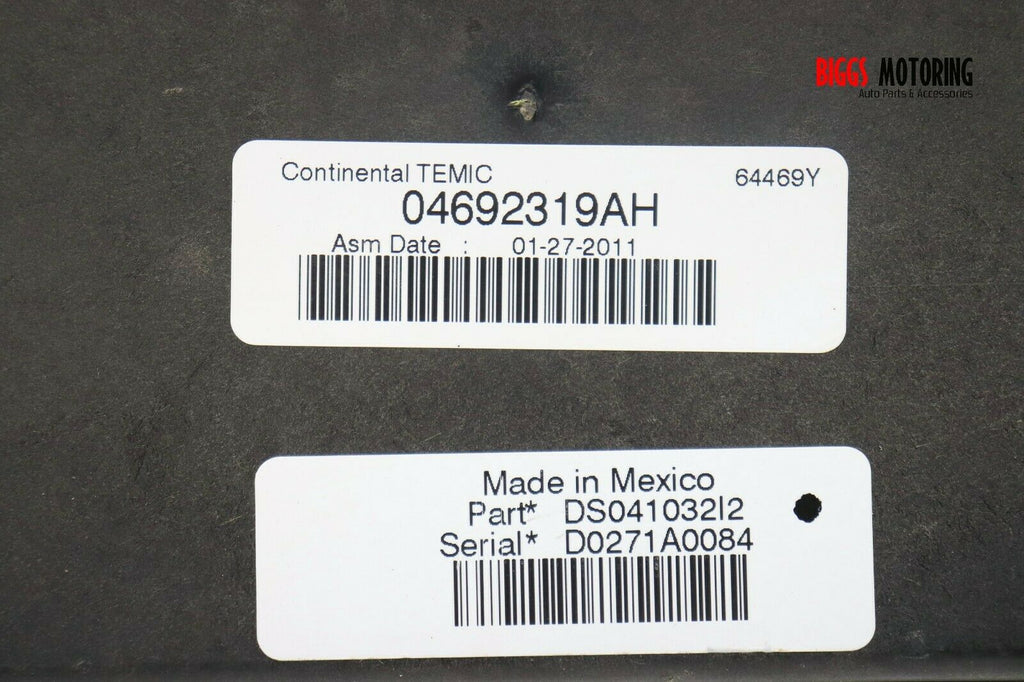 BIGGS MOTORING
Auto Parts & Accessories
Continental TEMIC 64469Y
04692319AH
Asm Date : 01-27-2011
Made in Mexico
Part* DS041032I2
Serial* D0271A0084